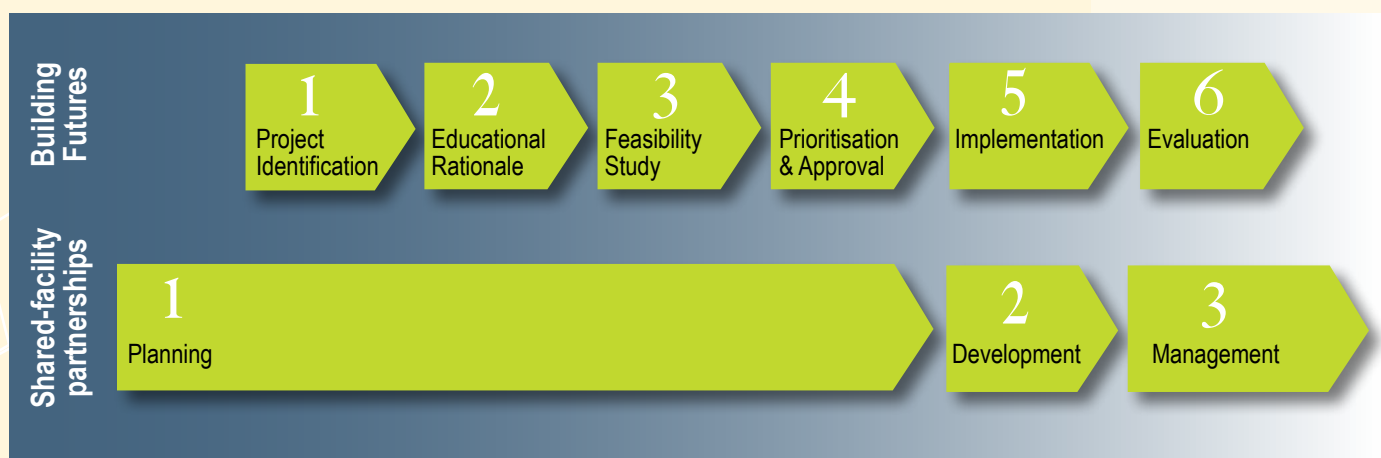 Building
Futures
1
Project
Identification
2
Educational
Rationale
3
Feasibility
Study
4
Prioritisation
& Approval
5
Implementation
6
Evaluation
Shared-facility
partnerships
1
Planning
2
Development
3
Management